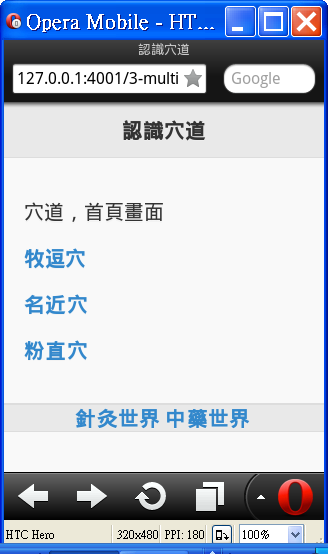 Opera Mobile - HT...
認識穴道
127.0.0.1:4001/3-multi
Google
認識穴道
穴道，首頁畫面
牧逗穴
名近穴
粉直穴
針灸世界 中藥世界
HTC Hero 320x480 PPI: 180 100%